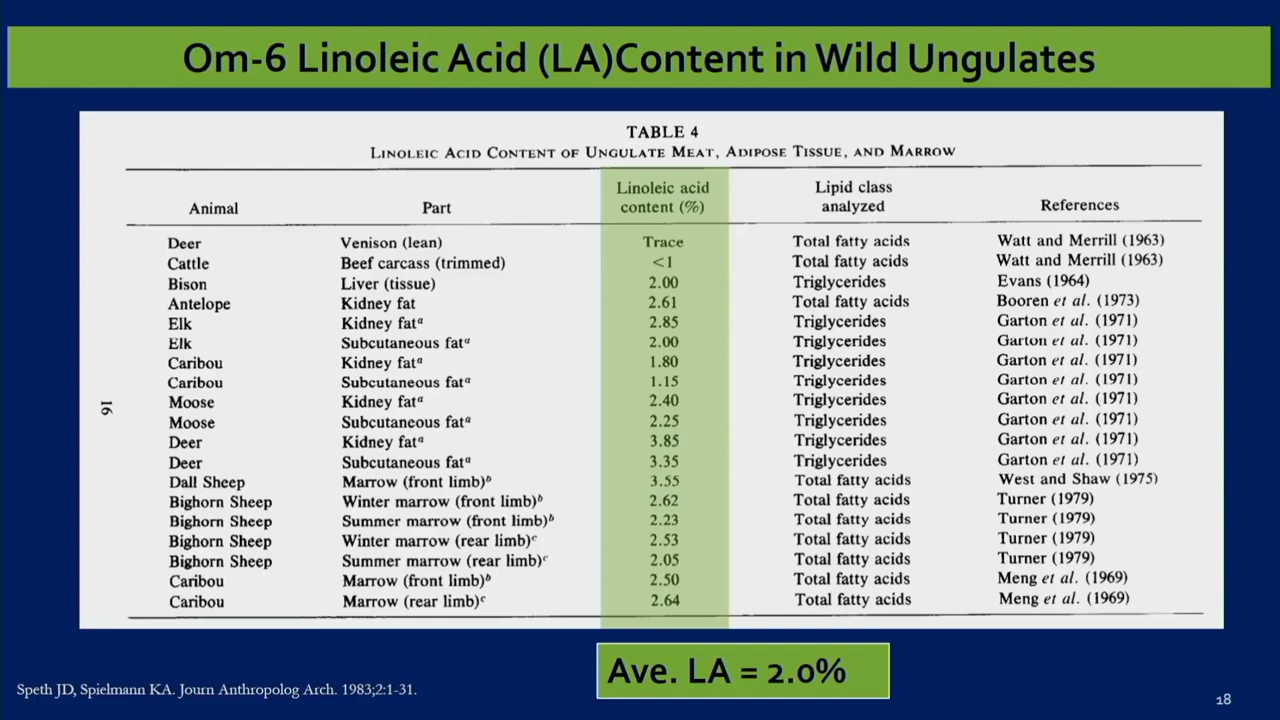 Om-6 Linoleic Acid (LA)Content in Wild Ungulates
TABLE 4
LINOLEIC ACID CONTENT OF UNGULATE MEAT, ADIPOSE TISSUE, AND MARROW
Animal Part Linoleic acid content (%) Lipid class analyzed References
Deer Venison (lean) Trace Total fatty acids Watt and Merrill (1963)
Cattle Beef carcass (trimmed) <1 Total fatty acids Watt and Merrill (1963)
Bison Liver (tissue) 2.00 Triglycerides Evans (1964)
Antelope Kidney fat 2.61 Total fatty acids Booren et al. (1973)
Elk Kidney fatᵃ 2.85 Triglycerides Garton et al. (1971)
Elk Subcutaneous fatᵃ 2.00 Triglycerides Garton et al. (1971)
Caribou Kidney fatᵃ 1.80 Triglycerides Garton et al. (1971)
Caribou Subcutaneous fatᵃ 1.15 Triglycerides Garton et al. (1971)
Moose Kidney fatᵃ 2.40 Triglycerides Garton et al. (1971)
Moose Subcutaneous fatᵃ 2.25 Triglycerides Garton et al. (1971)
Deer Kidney fatᵃ 3.85 Triglycerides Garton et al. (1971)
Deer Subcutaneous fatᵃ 3.35 Triglycerides Garton et al. (1971)
Dall Sheep Marrow (front limb)ᵇ 3.55 Total fatty acids West and Shaw (1975)
Bighorn Sheep Winter marrow (front limb)ᵇ 2.62 Total fatty acids Turner (1979)
Bighorn Sheep Summer marrow (front limb)ᵇ 2.23 Total fatty acids Turner (1979)
Bighorn Sheep Winter marrow (rear limb)ᶜ 2.53 Total fatty acids Turner (1979)
Bighorn Sheep Summer marrow (rear limb)ᶜ 2.05 Total fatty acids Turner (1979)
Caribou Marrow (front limb)ᵇ 2.50 Total fatty acids Meng et al. (1969)
Caribou Marrow (rear limb)ᶜ 2.64 Total fatty acids Meng et al. (1969)
16
Ave. LA = 2.0%
Speth JD, Spielmann KA. Journ Anthropolog Arch. 1983;2:1-31.
18